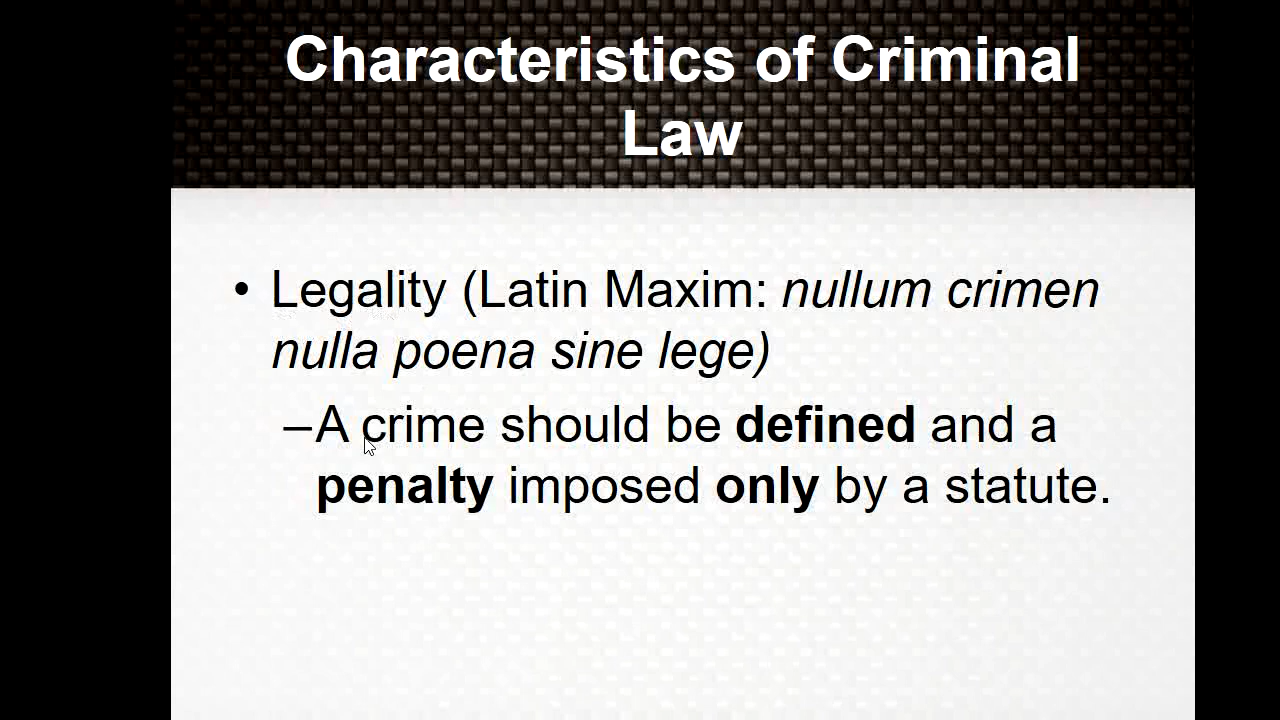 Characteristics of Criminal
Law
• Legality (Latin Maxim: nullum crimen
nulla poena sine lege)
–A crime should be defined and a
penalty imposed only by a statute.